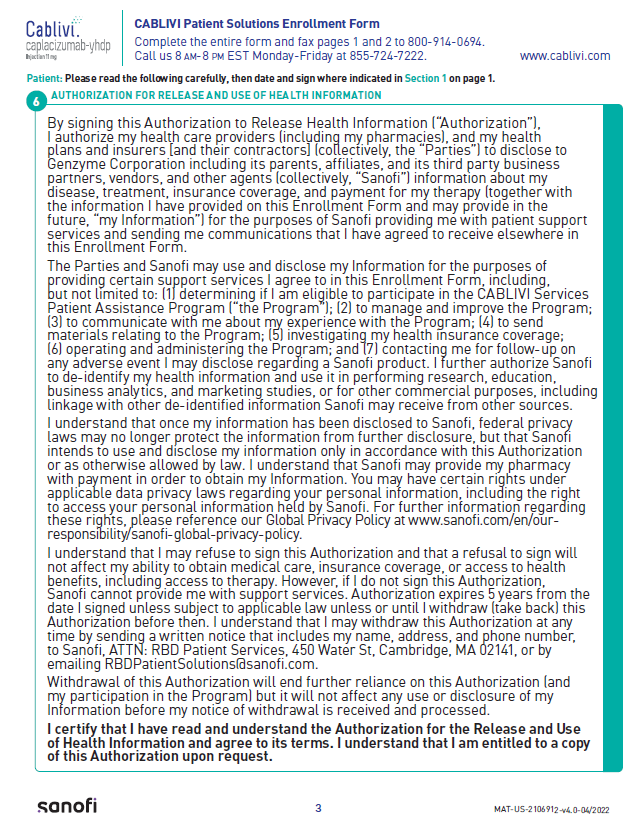 Cablivi.
caplacizumab-yhdp
Injection 11 mg
CABLIVI Patient Solutions Enrollment Form
Complete the entire form and fax pages 1 and 2 to 800-914-0694.
Call us 8 AM-8 PM EST Monday-Friday at 855-724-7222.
www.cablivi.com
Patient: Please read the following carefully, then date and sign where indicated in Section 1 on page 1.
6 AUTHORIZATION FOR RELEASE AND USE OF HEALTH INFORMATION
By signing this Authorization to Release Health Information (“Authorization”),
I authorize my health care providers (including my pharmacies), and my health
plans and insurers [and their contractors] (collectively, the “Parties”) to disclose to
Genzyme Corporation including its parents, affiliates, and its third party business
partners, vendors, and other agents (collectively, “Sanofi”) information about my
disease, treatment, insurance coverage, and payment for my therapy (together with
the information I have provided on this Enrollment Form and may provide in the
future, “my Information”) for the purposes of Sanofi providing me with patient support
services and sending me communications that I have agreed to receive elsewhere in
this Enrollment Form.
The Parties and Sanofi may use and disclose my Information for the purposes of
providing certain support services I agree to in this Enrollment Form, including,
but not limited to: (1) determining if I am eligible to participate in the CABLIVI Services
Patient Assistance Program (“the Program”); (2) to manage and improve the Program;
(3) to communicate with me about my experience with the Program; (4) to send
materials relating to the Program; (5) investigating my health insurance coverage;
(6) operating and administering the Program; and (7) contacting me for follow-up on
any adverse event I may disclose regarding a Sanofi product. I further authorize Sanofi
to de-identify my health information and use it in performing research, education,
business analytics, and marketing studies, or for other commercial purposes, including
linkage with other de-identified information Sanofi may receive from other sources.
I understand that once my information has been disclosed to Sanofi, federal privacy
laws may no longer protect the information from further disclosure, but that Sanofi
intends to use and disclose my information only in accordance with this Authorization
or as otherwise allowed by law. I understand that Sanofi may provide my pharmacy
with payment in order to obtain my Information. You may have certain rights under
applicable data privacy laws regarding your personal information, including the right
to access your personal information held by Sanofi. For further information regarding
these rights, please reference our Global Privacy Policy at www.sanofi.com/en/our-
responsibility/sanofi-global-privacy-policy.
I understand that I may refuse to sign this Authorization and that a refusal to sign will
not affect my ability to obtain medical care, insurance coverage, or access to health
benefits, including access to therapy. However, if I do not sign this Authorization,
Sanofi cannot provide me with support services. Authorization expires 5 years from the
date I signed unless subject to applicable law unless or until I withdraw (take back) this
Authorization before then. I understand that I may withdraw this Authorization at any
time by sending a written notice that includes my name, address, and phone number,
to Sanofi, ATTN: RBD Patient Services, 450 Water St, Cambridge, MA 02141, or by
emailing RBDPatientSolutions@sanofi.com.
Withdrawal of this Authorization will end further reliance on this Authorization (and
my participation in the Program) but it will not affect any use or disclosure of my
Information before my notice of withdrawal is received and processed.
I certify that I have read and understand the Authorization for the Release and Use
of Health Information and agree to its terms. I understand that I am entitled to a copy
of this Authorization upon request.
sanofi
3
MAT-US-2106912-v4.0-04/2022